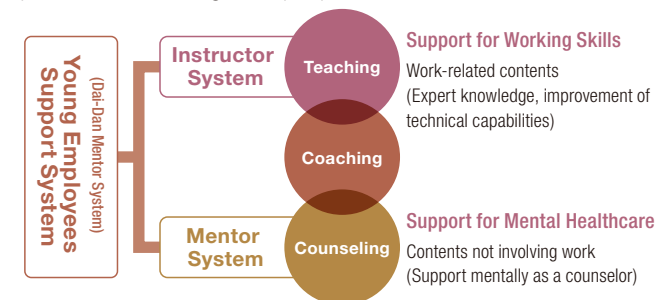 Young Employees
Support System
(Dai-Dan Mentor System)
Instructor
System
Teaching
Support for Working Skills
Work-related contents
(Expert knowledge, improvement of
technical capabilities)
Coaching
Mentor
System
Counseling
Support for Mental Healthcare
Contents not involving work
(Support mentally as a counselor)